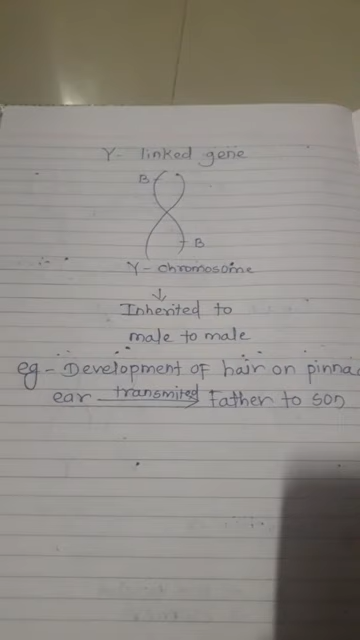 Y- linked gene
B
B
Y- chromosome
↓
Inherited to
male to male
eg - Development of hair on pinna
ear transmited Father to son